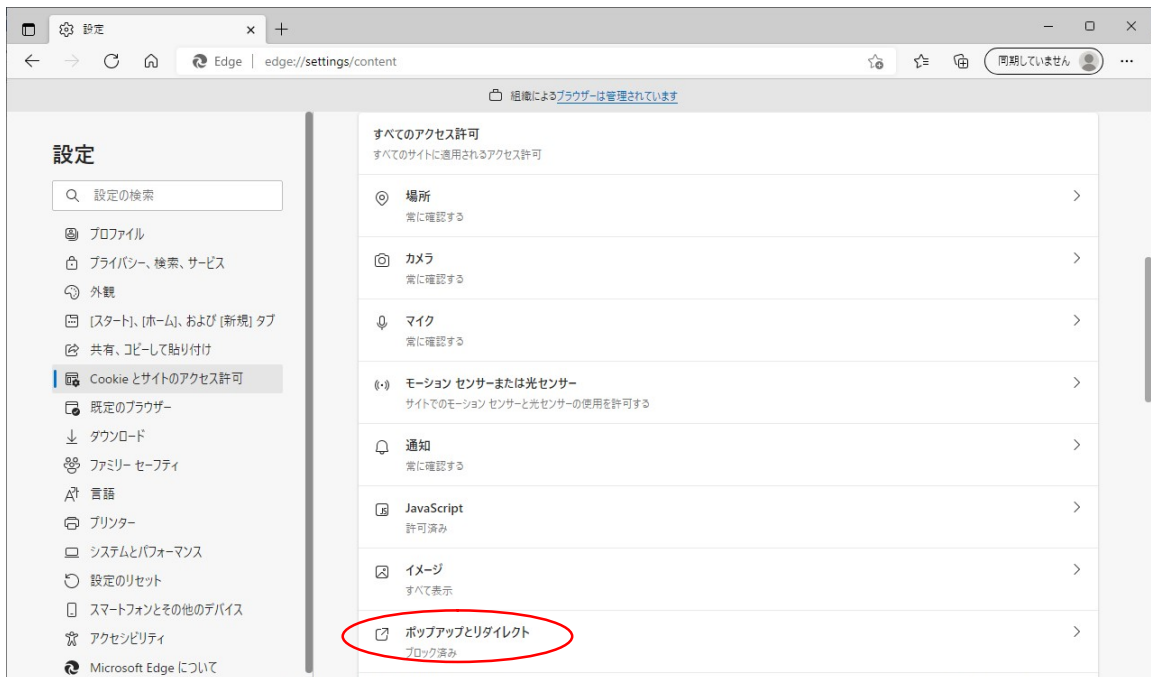 設定
Edge
edge://settings/content
同期していません
組織によるブラウザーは管理されています
設定
設定の検索
プロファイル
プライバシー、検索、サービス
外観
[スタート]、[ホーム]、および [新規] タブ
共有、コピーして貼り付け
Cookie とサイトのアクセス許可
既定のブラウザー
ダウンロード
ファミリー セーフティ
言語
プリンター
システムとパフォーマンス
設定のリセット
スマートフォンとその他のデバイス
アクセシビリティ
Microsoft Edge について
すべてのアクセス許可
すべてのサイトに適用されるアクセス許可
場所
常に確認する
カメラ
常に確認する
マイク
常に確認する
モーション センサーまたは光センサー
サイトでのモーション センサーと光センサーの使用を許可する
通知
常に確認する
JavaScript
許可済み
イメージ
すべて表示
ポップアップとリダイレクト
ブロック済み